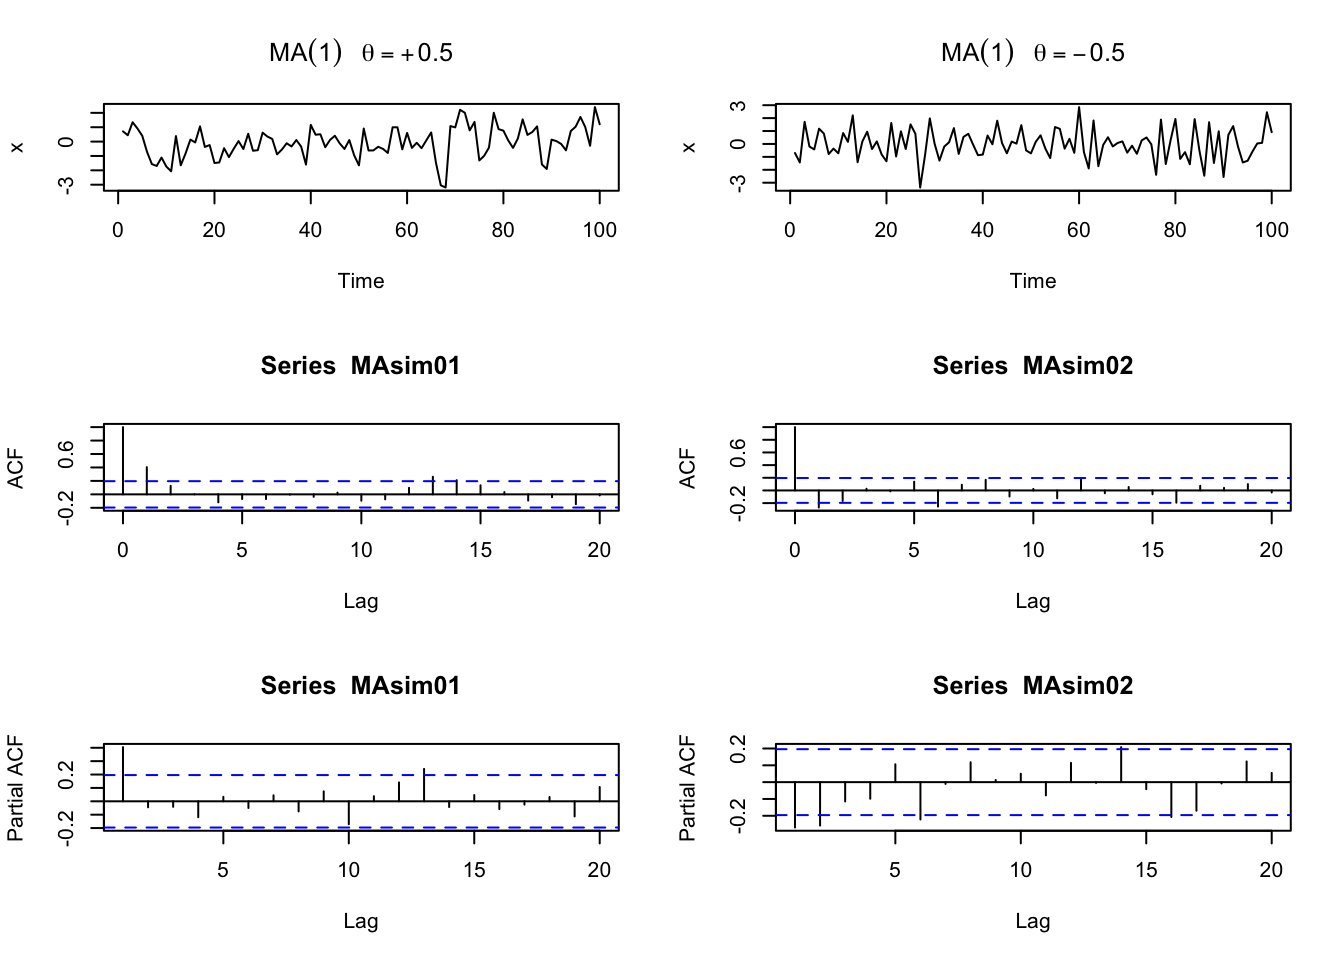 MA(1) θ = +0.5
x
0
-3
0 20 40 60 80 100
Time
MA(1) θ = −0.5
x
3
0
-3
0 20 40 60 80 100
Time
Series MAsim01
ACF
0.6
-0.2
0 5 10 15 20
Lag
Series MAsim02
ACF
0.6
-0.2
0 5 10 15 20
Lag
Series MAsim01
Partial ACF
0.2
-0.2
5 10 15 20
Lag
Series MAsim02
Partial ACF
0.2
-0.2
5 10 15 20
Lag